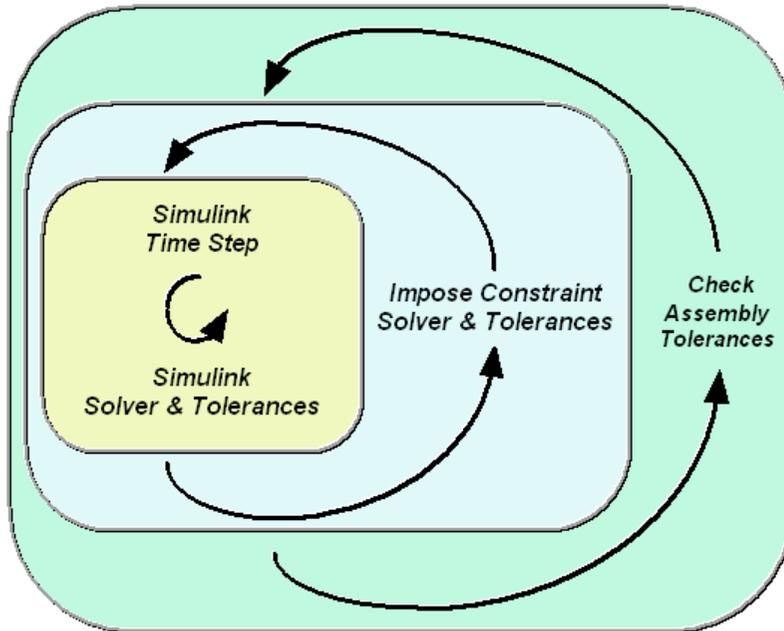 Simulink
Time Step
Simulink
Solver & Tolerances
Impose Constraint
Solver & Tolerances
Check
Assembly
Tolerances